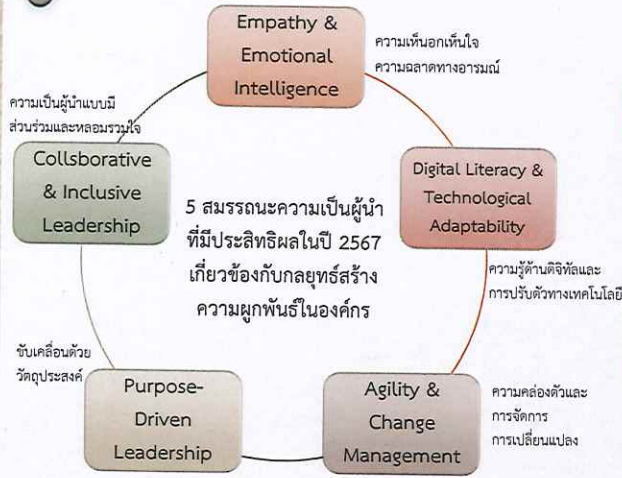 Empathy &
Emotional
Intelligence
ความเห็นอกเห็นใจ
ความฉลาดทางอารมณ์
Digital Literacy &
Technological
Adaptability
ความรู้ด้านดิจิทัลและ
การปรับตัวทางเทคโนโลยี
Agility &
Change
Management
ความคล่องตัวและ
การจัดการ
การเปลี่ยนแปลง
Purpose-
Driven
Leadership
ขับเคลื่อนด้วย
วัตถุประสงค์
Collsborative
& Inclusive
Leadership
ความเป็นผู้นำแบบมี
ส่วนร่วมและหลอมรวมใจ
5 สมรรถนะความเป็นผู้นำ
ที่มีประสิทธิผลในปี 2567
เกี่ยวข้องกับกลยุทธ์สร้าง
ความผูกพันธ์ในองค์กร